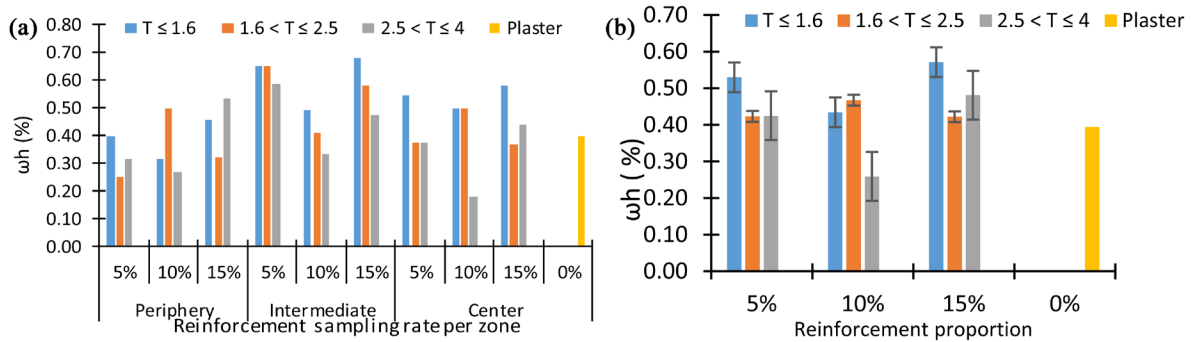 (a)
T ≤ 1.6 1.6 < T ≤ 2.5 2.5 < T ≤ 4 Plaster
0.80
0.70
0.60
0.50
0.40
0.30
0.20
0.10
0.00
ωh (%)
5% 10% 15% 5% 10% 15% 5% 10% 15% 0%
Periphery Intermediate Center
Reinforcement sampling rate per zone
(b)
T ≤ 1.6 1.6 < T ≤ 2.5 2.5 < T ≤ 4 Plaster
0.70
0.60
0.50
0.40
0.30
0.20
0.10
0.00
ωh ( %)
5% 10% 15% 0%
Reinforcement proportion